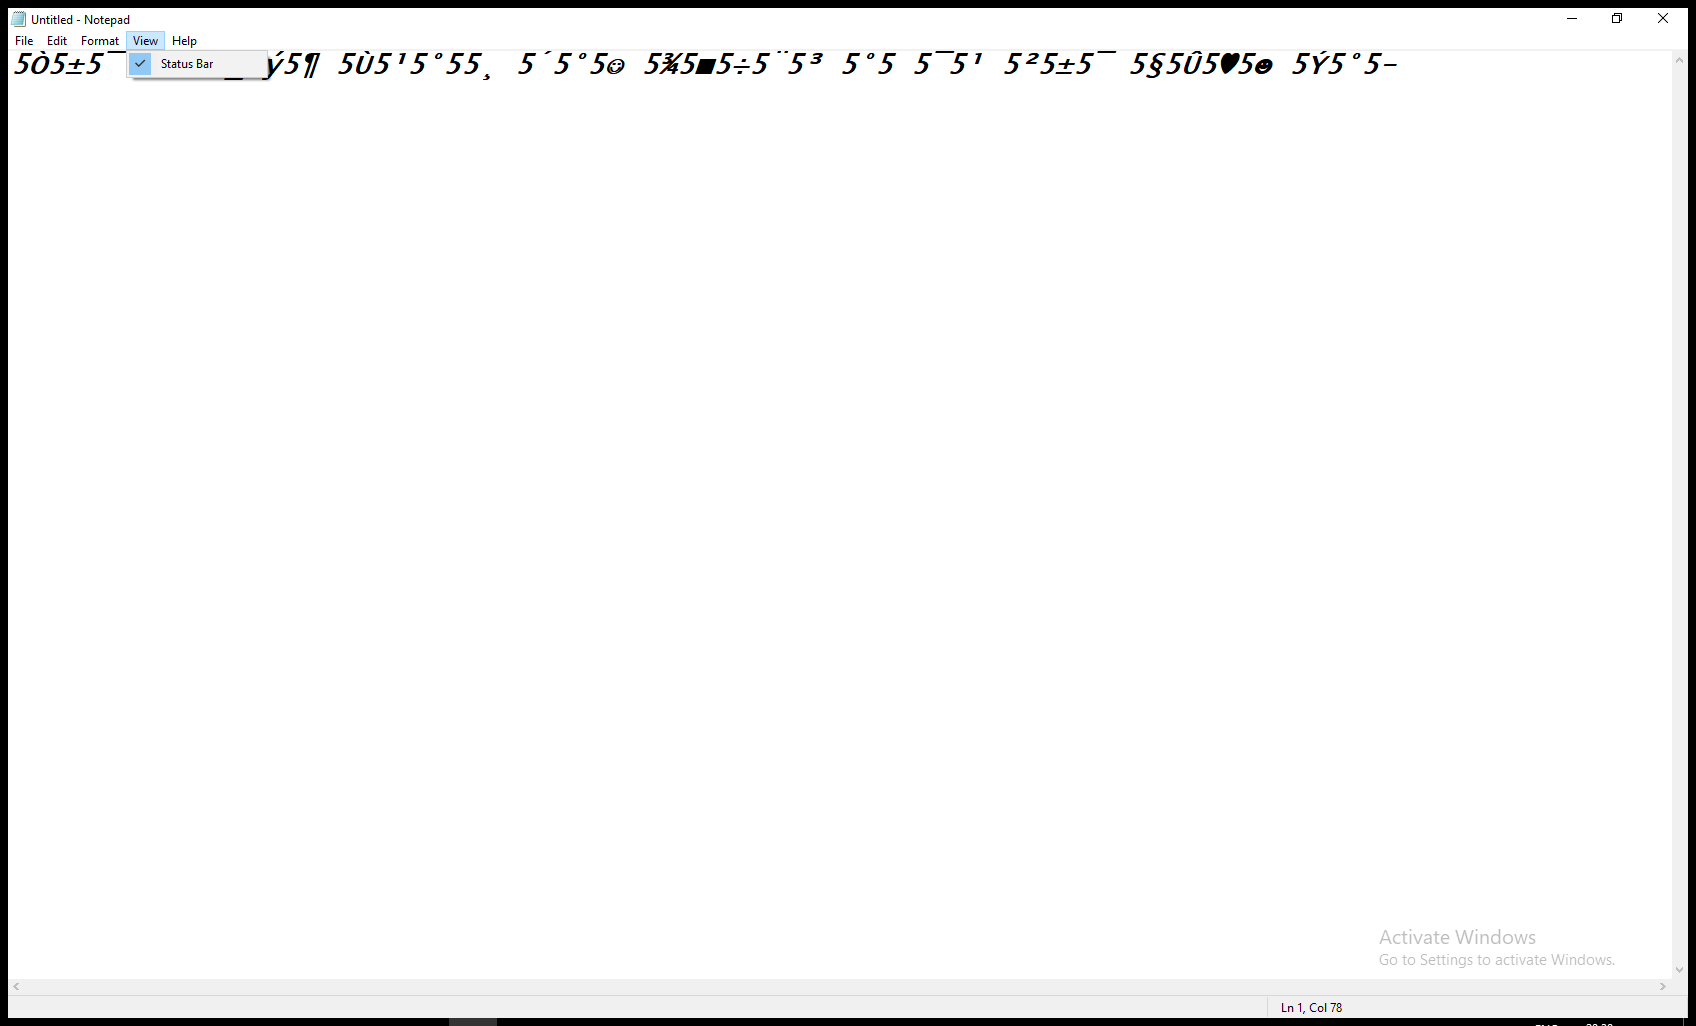 Untitled - Notepad
File Edit Format View Help
Status Bar
5Ò5±5¯ ý5¶ 5Ù5¹5°55¸ 5´5°5☺ 5¾5■5÷5¨5³ 5°5 5¯5¹ 5²5±5¯ 5§5Û5♥5☻ 5Ý5°5–
Activate Windows
Go to Settings to activate Windows.
Ln 1, Col 78